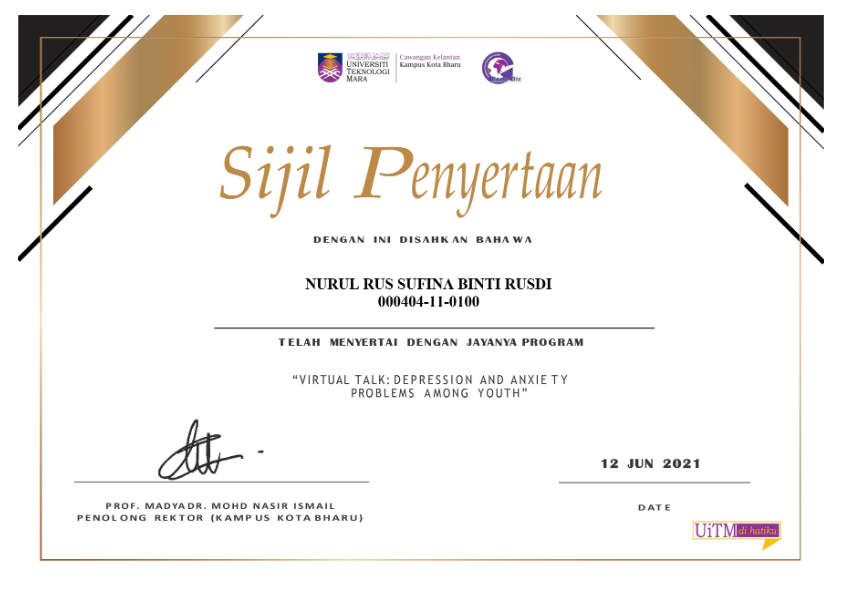 UNIVERSITI
TEKNOLOGI
MARA
Cawangan Kelantan
Kampus Kota Bharu
Sijil Penyertaan
DENGAN INI DISAHKAN BAHAWA
NURUL RUS SUFINA BINTI RUSDI
000404-11-0100
TELAH MENYERTAI DENGAN JAYANYA PROGRAM
“VIRTUAL TALK: DEPRESSION AND ANXIETY
PROBLEMS AMONG YOUTH”
12 JUN 2021
PROF. MADYA DR. MOHD NASIR ISMAIL
PENOLONG REKTOR (KAMPUS KOTA BHARU)
DATE
UiTM di hatiku